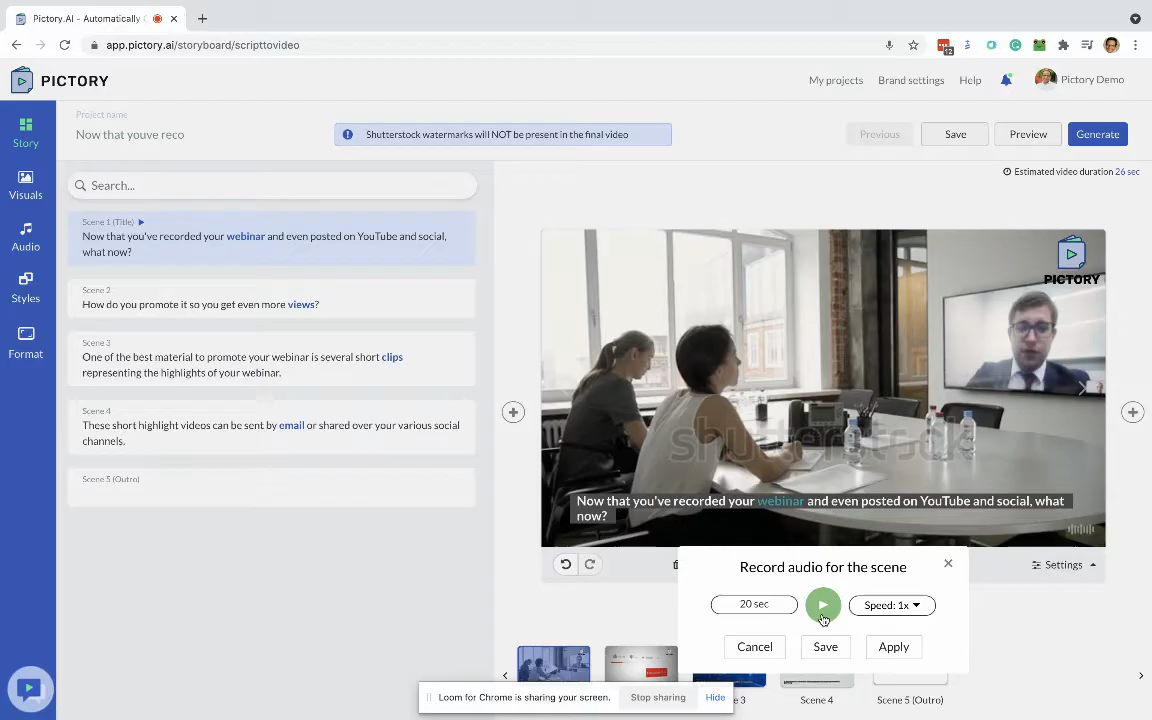 Pictory.AI - Automatically
app.pictory.ai/storyboard/scripttovideo
12
PICTORY
My projects
Brand settings
Help
Pictory Demo
Story
Visuals
Audio
Styles
Format
Project name
Now that youve reco
Shutterstock watermarks will NOT be present in the final video
Previous
Save
Preview
Generate
Estimated video duration 26 sec
Search...
Scene 1 (Title)
Now that you've recorded your webinar and even posted on YouTube and social,
what now?
Scene 2
How do you promote it so you get even more views?
Scene 3
One of the best material to promote your webinar is several short clips
representing the highlights of your webinar.
Scene 4
These short highlight videos can be sent by email or shared over your various social
channels.
Scene 5 (Outro)
PICTORY
shutterstock
Now that you've recorded your webinar and even posted on YouTube and social, what
now?
Settings
Record audio for the scene
20 sec
Speed: 1x
Cancel
Save
Apply
Loom for Chrome is sharing your screen.
Stop sharing
Hide
e 3
Scene 4
Scene 5 (Outro)